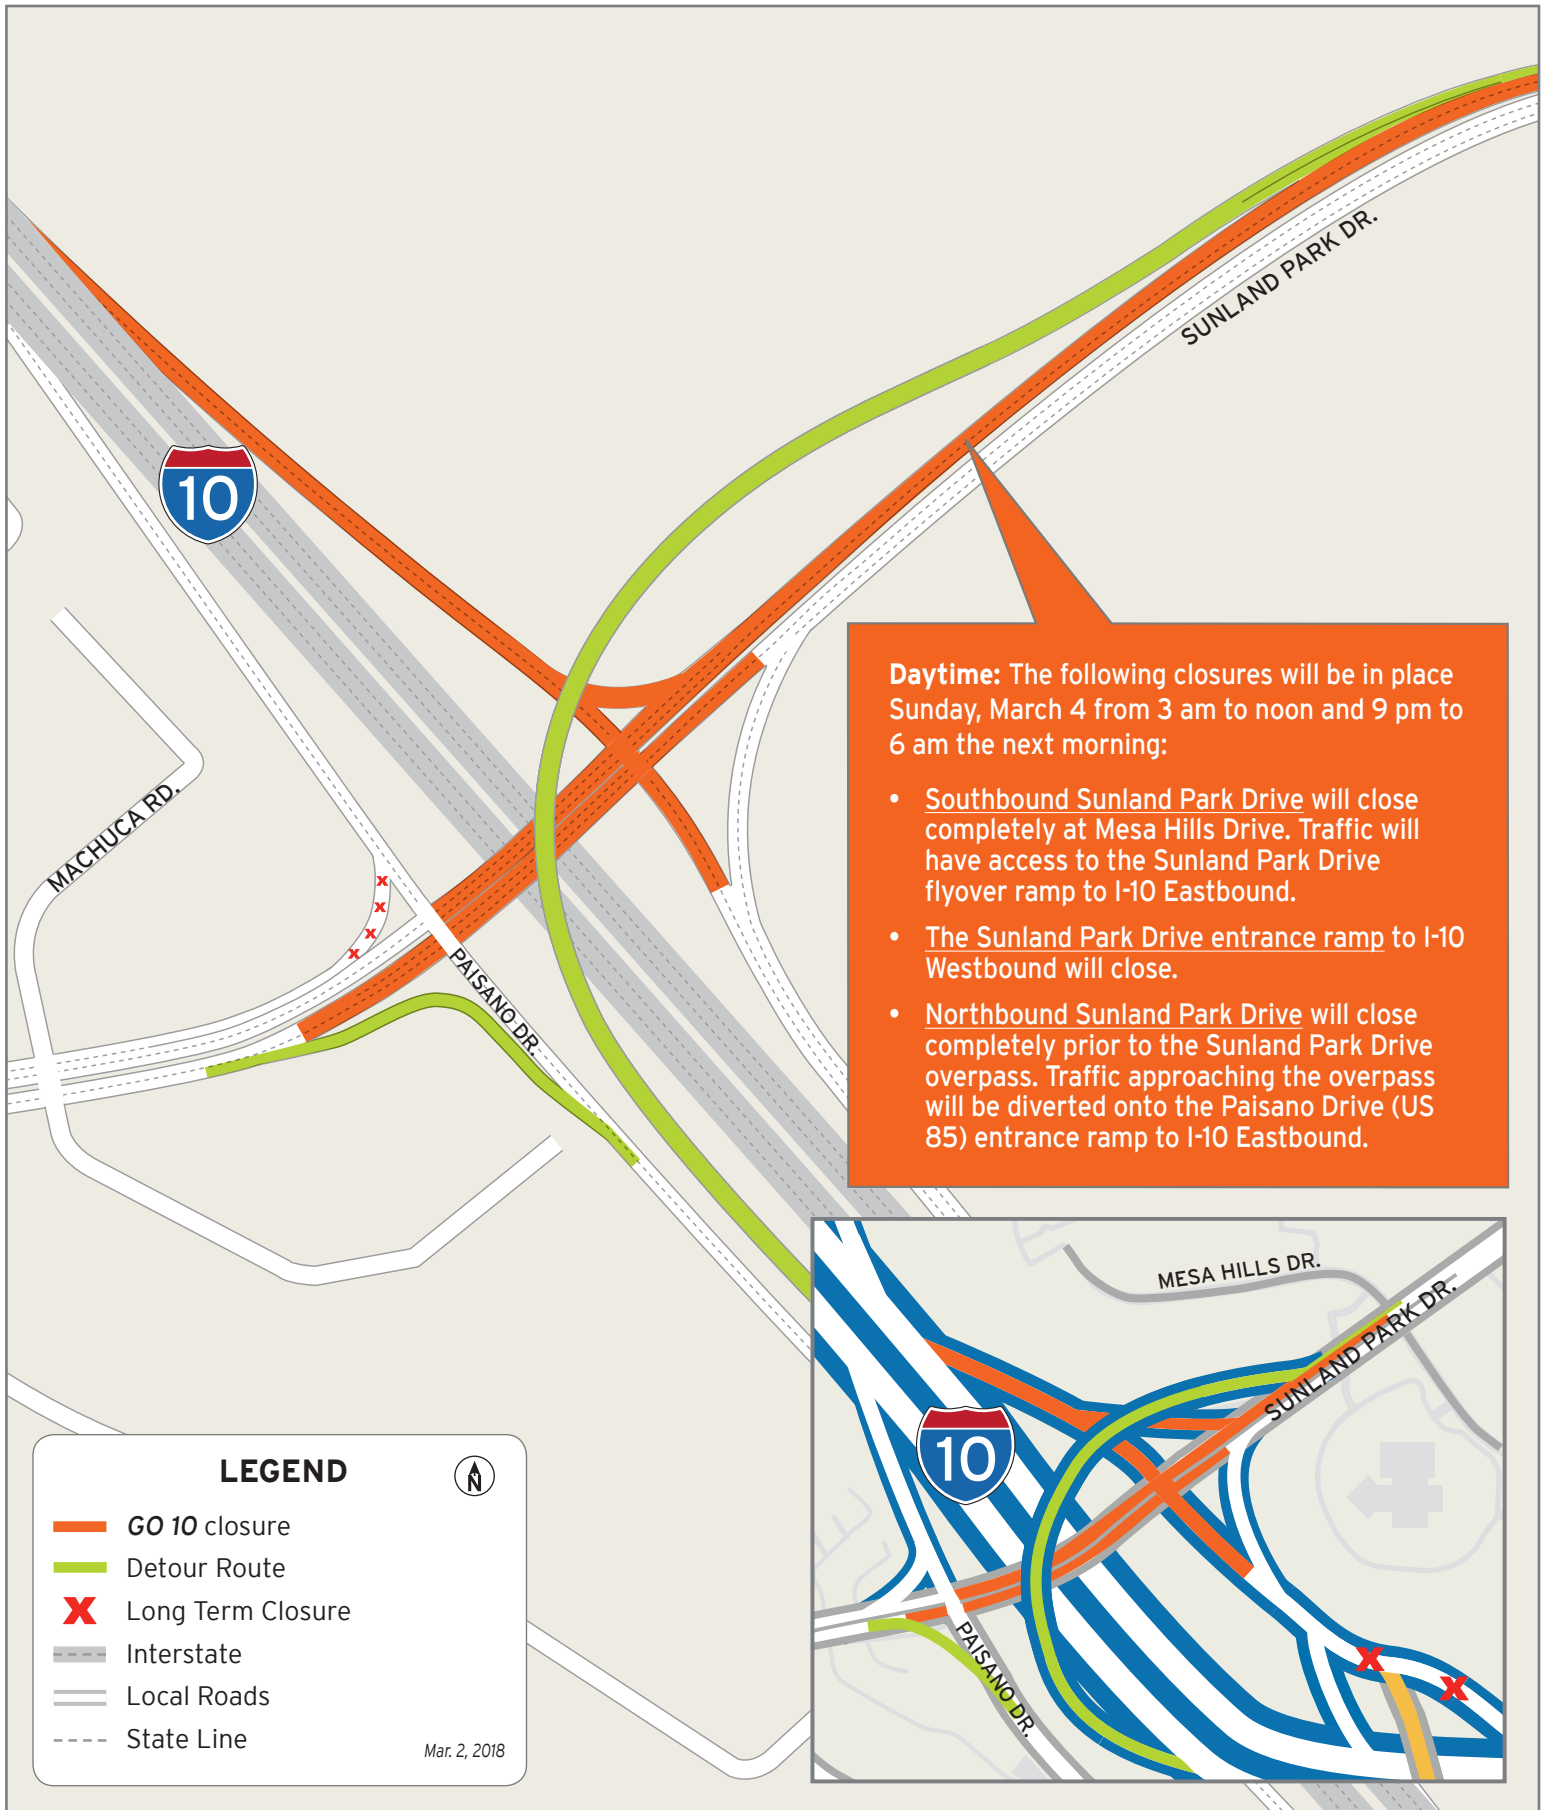 SUNLAND PARK DR.
10
MACHUCA RD.
PAISANO DR.
Daytime: The following closures will be in place
Sunday, March 4 from 3 am to noon and 9 pm to
6 am the next morning:
• Southbound Sunland Park Drive will close
completely at Mesa Hills Drive. Traffic will
have access to the Sunland Park Drive
flyover ramp to I-10 Eastbound.
• The Sunland Park Drive entrance ramp to I-10
Westbound will close.
• Northbound Sunland Park Drive will close
completely prior to the Sunland Park Drive
overpass. Traffic approaching the overpass
will be diverted onto the Paisano Drive (US
85) entrance ramp to I-10 Eastbound.
MESA HILLS DR.
SUNLAND PARK DR.
10
PAISANO DR.
LEGEND
N
GO 10 closure
Detour Route
X Long Term Closure
Interstate
Local Roads
State Line
Mar. 2, 2018